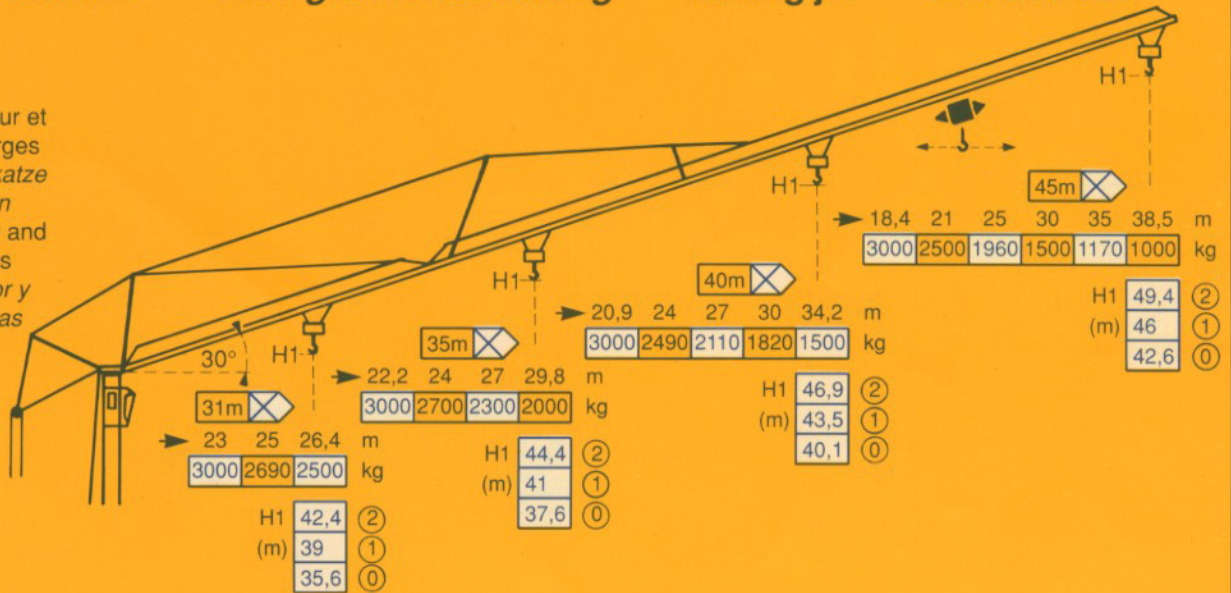 ur et
rges
katze
n
and
s
or y
as
H1
H1
H1
H1
30°
45m
18,4 21 25 30 35 38,5 m
3000 2500 1960 1500 1170 1000 kg
H1 49,4 2
(m) 46 1
42,6 0
40m
20,9 24 27 30 34,2 m
3000 2490 2110 1820 1500 kg
H1 46,9 2
(m) 43,5 1
40,1 0
35m
22,2 24 27 29,8 m
3000 2700 2300 2000 kg
H1 44,4 2
(m) 41 1
37,6 0
31m
23 25 26,4 m
3000 2690 2500 kg
H1 42,4 2
(m) 39 1
35,6 0